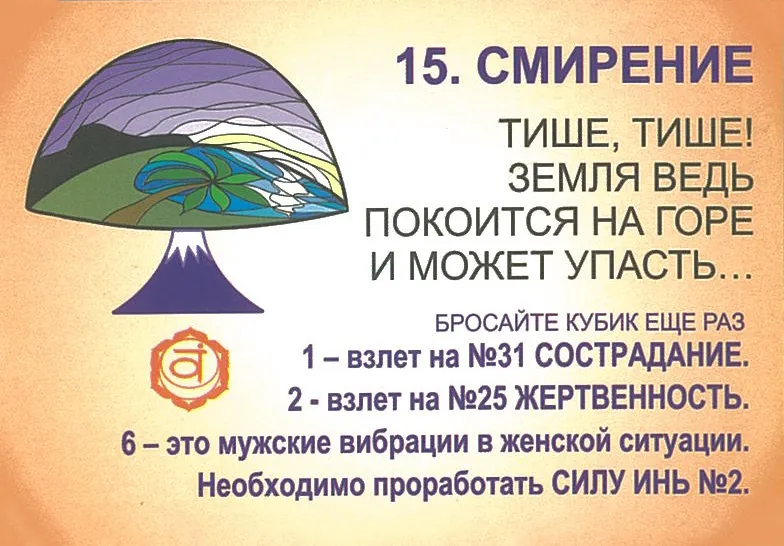 15. СМИРЕНИЕ
ТИШЕ, ТИШЕ!
ЗЕМЛЯ ВЕДЬ
ПОКОИТСЯ НА ГОРЕ
И МОЖЕТ УПАСТЬ...
БРОСАЙТЕ КУБИК ЕЩЕ РАЗ
1 – взлет на №31 СОСТРАДАНИЕ.
2 - взлет на №25 ЖЕРТВЕННОСТЬ.
6 – это мужские вибрации в женской ситуации.
Необходимо проработать СИЛУ ИНЬ №2.
वं